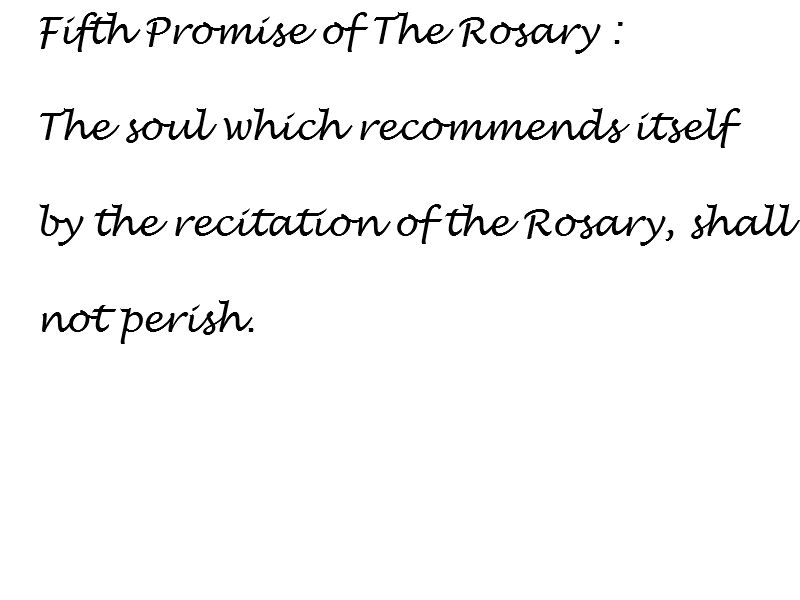 Fifth Promise of The Rosary :
The soul which recommends itself
by the recitation of the Rosary, shall
not perish.